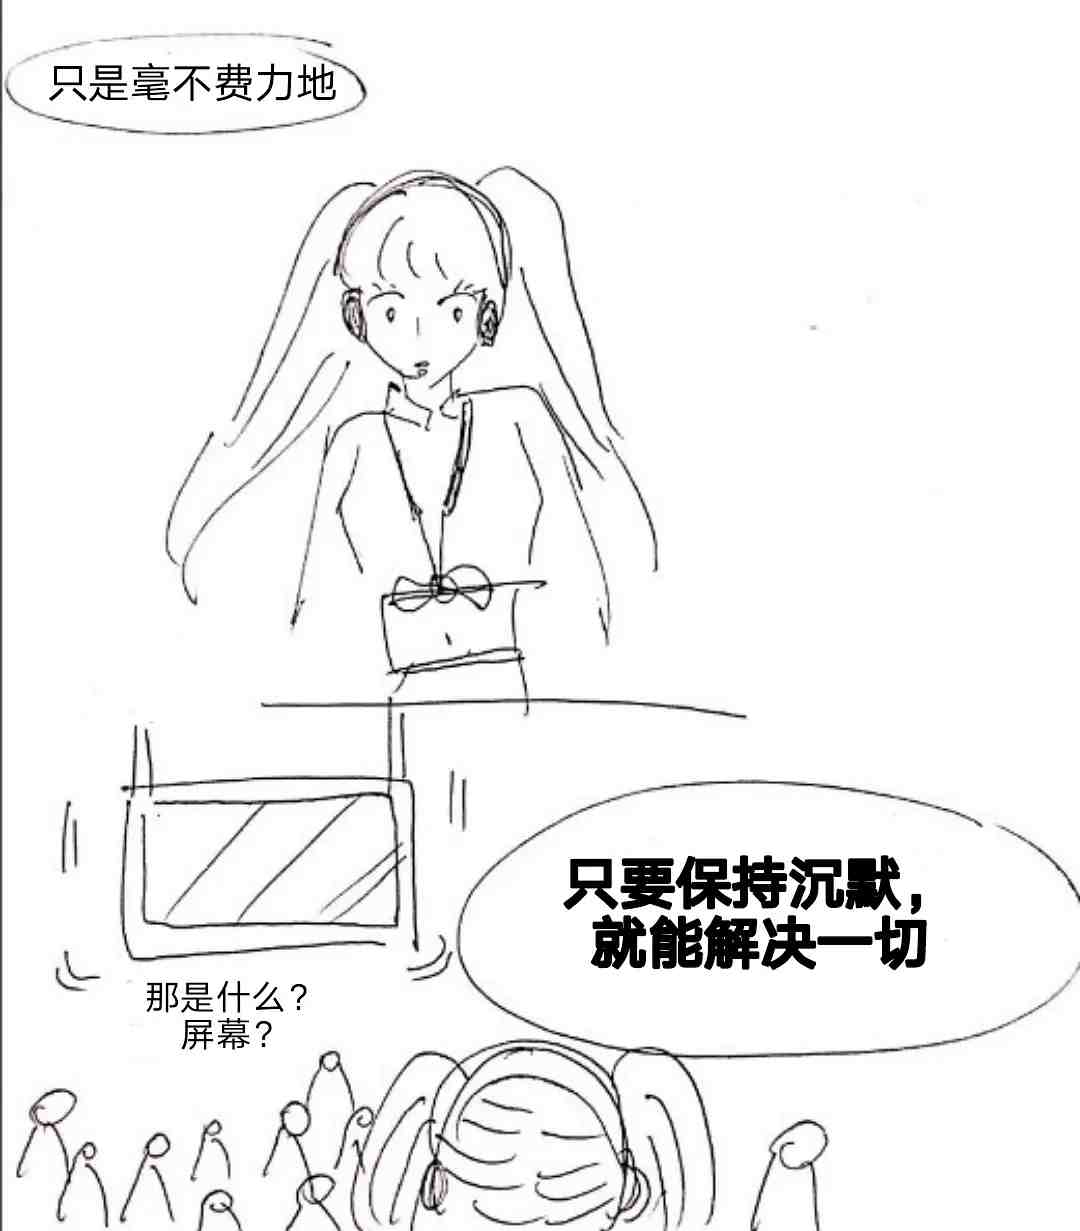 只是毫不费力地
只要保持沉默，
就能解决一切
那是什么？
屏幕？